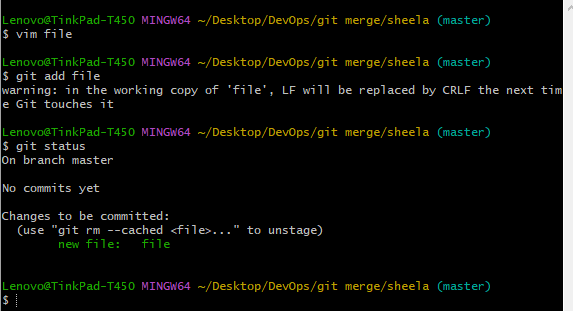 Lenovo@TinkPad-T450 MINGW64 ~/Desktop/DevOps/git merge/sheela (master)
$ vim file
Lenovo@TinkPad-T450 MINGW64 ~/Desktop/DevOps/git merge/sheela (master)
$ git add file
warning: in the working copy of 'file', LF will be replaced by CRLF the next tim
e Git touches it
Lenovo@TinkPad-T450 MINGW64 ~/Desktop/DevOps/git merge/sheela (master)
$ git status
On branch master
No commits yet
Changes to be committed:
  (use "git rm --cached <file>..." to unstage)
        new file:   file
Lenovo@TinkPad-T450 MINGW64 ~/Desktop/DevOps/git merge/sheela (master)
$